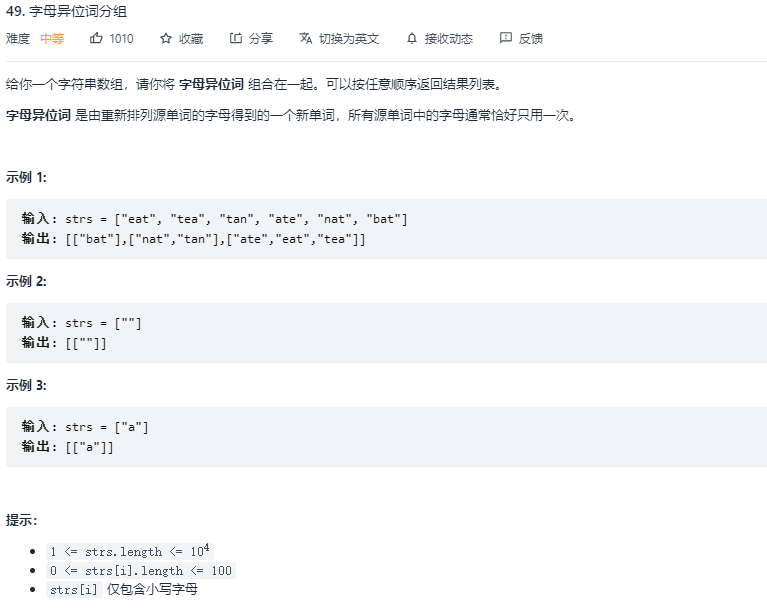 49. 字母异位词分组
难度 中等 1010 收藏 分享 切换为英文 接收动态 反馈
给你一个字符串数组，请你将 字母异位词 组合在一起。可以按任意顺序返回结果列表。
字母异位词 是由重新排列源单词的字母得到的一个新单词，所有源单词中的字母通常恰好只用一次。
示例 1:
输入: strs = ["eat", "tea", "tan", "ate", "nat", "bat"]
输出: [["bat"],["nat","tan"],["ate","eat","tea"]]
示例 2:
输入: strs = [""]
输出: [[""]]
示例 3:
输入: strs = ["a"]
输出: [["a"]]
提示：
1 <= strs.length <= 10⁴
0 <= strs[i].length <= 100
strs[i] 仅包含小写字母